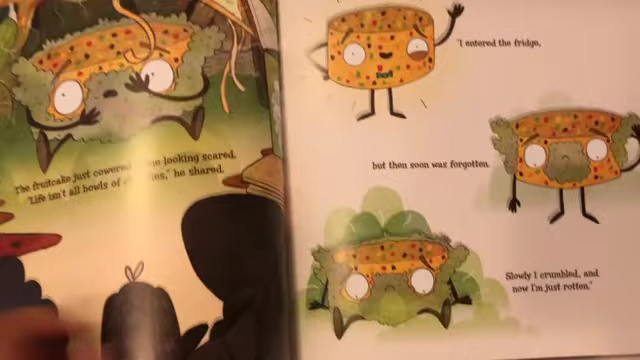 The fruitcake just cowered looking scared.
"Life isn't all bowls of he shared.
"I entered the fridge,
but then soon was forgotten.
Slowly I crumbled, and
now I'm just rotten."